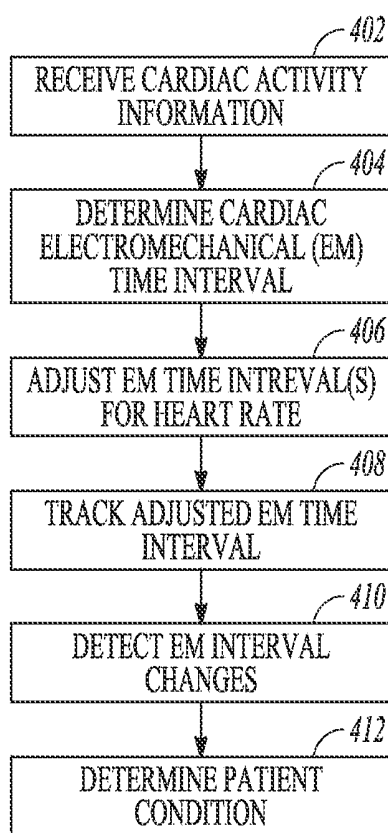 402
RECEIVE CARDIAC ACTIVITY
INFORMATION
404
DETERMINE CARDIAC
ELECTROMECHANICAL (EM)
TIME INTERVAL
406
ADJUST EM TIME INTREVAL(S)
FOR HEART RATE
408
TRACK ADJUSTED EM TIME
INTERVAL
410
DETECT EM INTERVAL
CHANGES
412
DETERMINE PATIENT
CONDITION